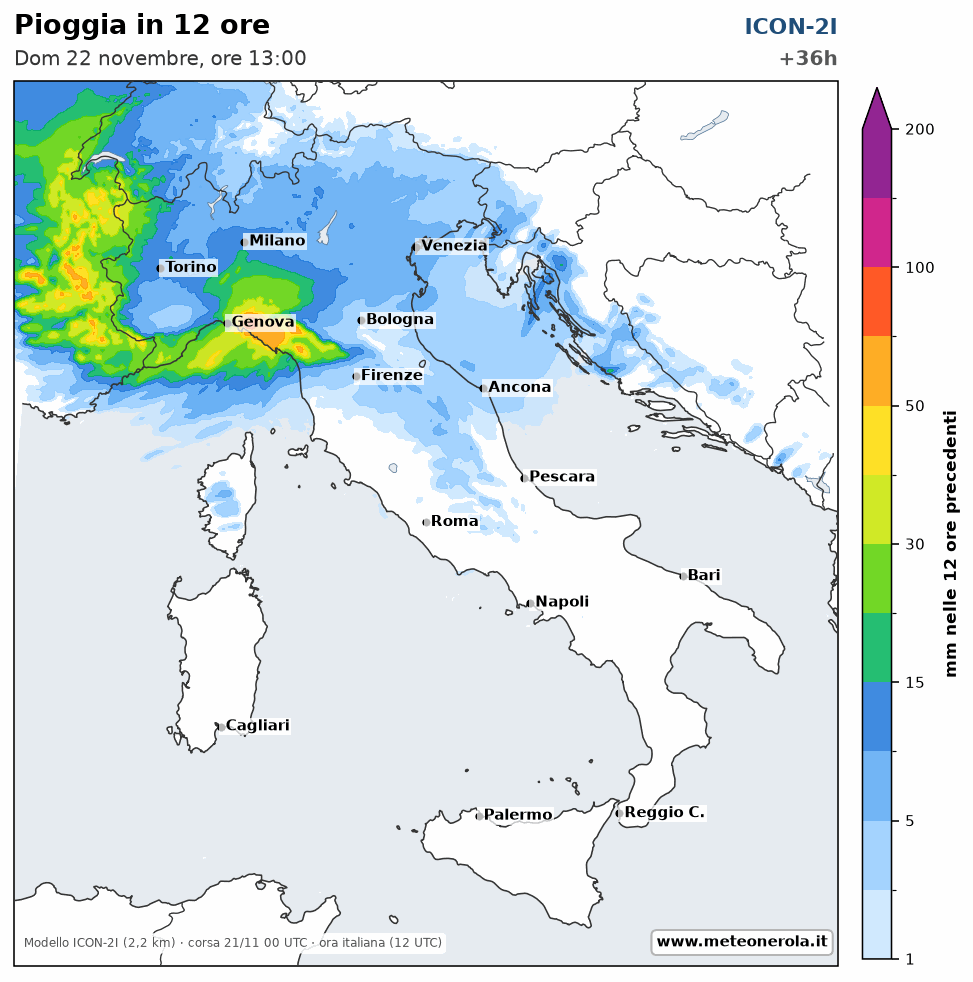 Pioggia in 12 ore
ICON-2I
Dom 22 novembre, ore 13:00
+36h
200
100
50
30
15
5
1
mm nelle 12 ore precedenti
Milano
Venezia
Torino
Genova
Bologna
Firenze
Ancona
Pescara
Roma
Bari
Napoli
Cagliari
Palermo
Reggio C.
Modello ICON-2I (2,2 km) · corsa 21/11 00 UTC · ora italiana (12 UTC)
www.meteonerola.it